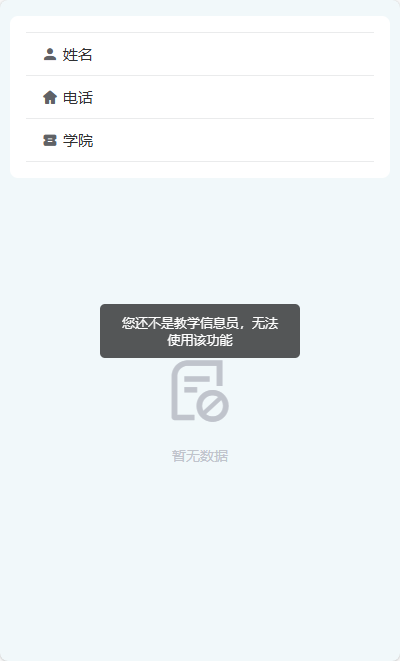 姓名
电话
学院
您还不是教学信息员，无法
使用该功能
暂无数据